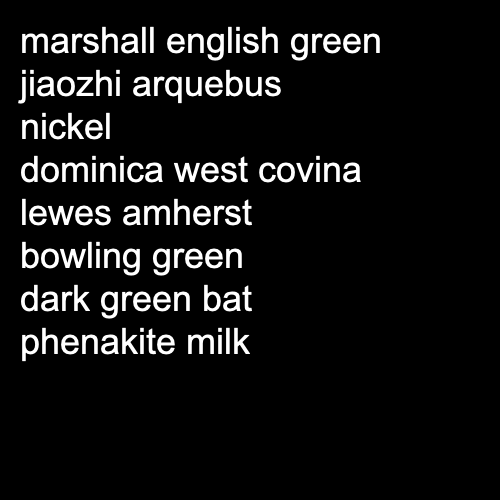 marshall english green
jiaozhi arquebus
nickel
dominica west covina
lewes amherst
bowling green
dark green bat
phenakite milk